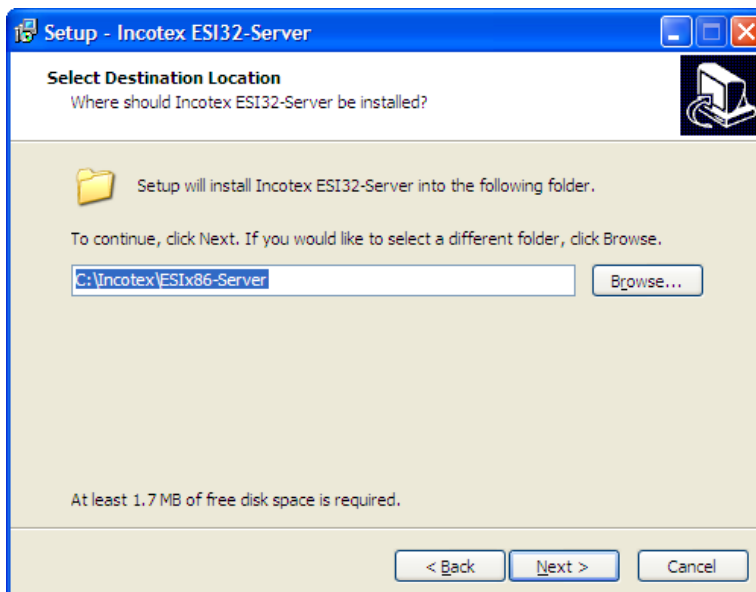 Setup - Incotex ESI32-Server
Select Destination Location
Where should Incotex ESI32-Server be installed?
Setup will install Incotex ESI32-Server into the following folder.
To continue, click Next. If you would like to select a different folder, click Browse.
C:\Incotex\ESIx86-Server
Browse...
At least 1.7 MB of free disk space is required.
< Back
Next >
Cancel